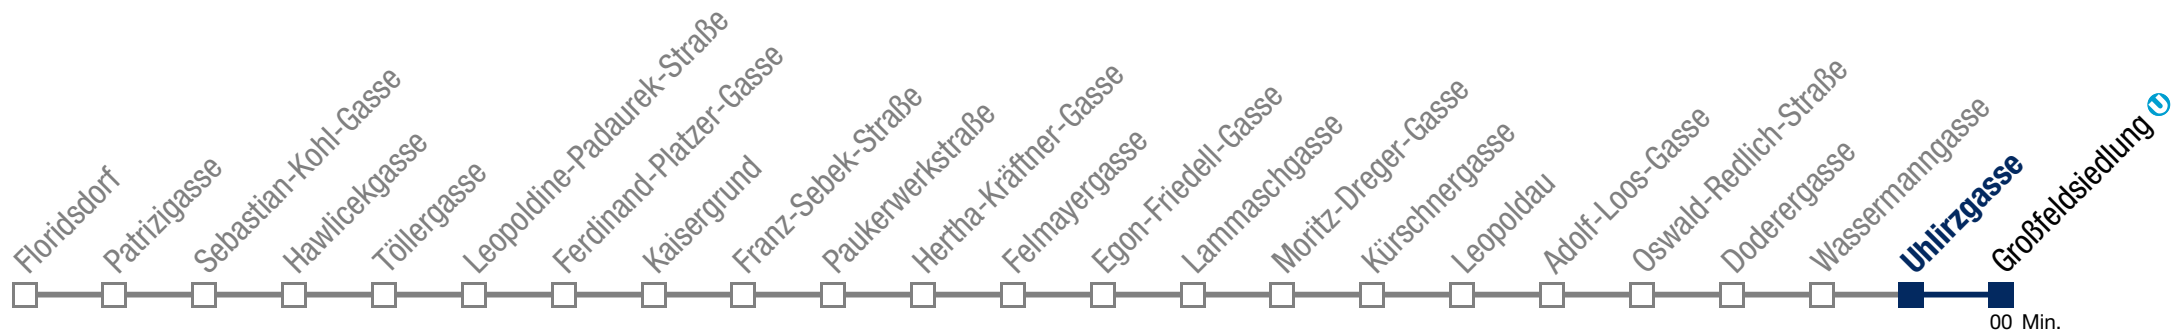 Floridsdorf
Patrizigasse
Sebastian-Kohl-Gasse
Hawlicekgasse
Töllergasse
Leopoldine-Padaurek-Straße
Ferdinand-Platzer-Gasse
Kaisergrund
Franz-Sebek-Straße
Paukerwerkstraße
Hertha-Kräftner-Gasse
Felmayergasse
Egon-Friedell-Gasse
Lammaschgasse
Moritz-Dreger-Gasse
Kürschnergasse
Leopoldau
Adolf-Loos-Gasse
Oswald-Redlich-Straße
Doderergasse
Wassermanngasse
Uhlirzgasse
Großfeldsiedlung U
00 Min.